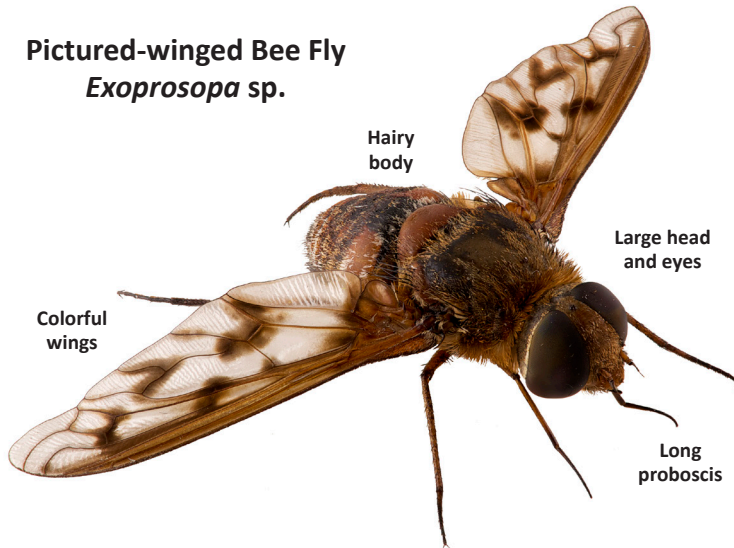 Pictured-winged Bee Fly
Exoprosopa sp.
Hairy
body
Large head
and eyes
Colorful
wings
Long
proboscis